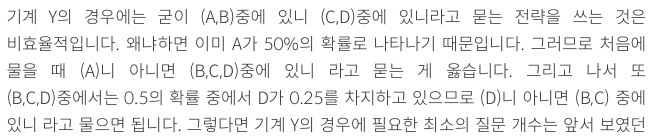 기계 Y의 경우에는 굳이 (A,B)중에 있니 (C,D)중에 있니라고 묻는 전략을 쓰는 것은
비효율적입니다. 왜냐하면 이미 A가 50%의 확률로 나타나기 때문입니다. 그러므로 처음에
물을 때 (A)니 아니면 (B,C,D)중에 있니 라고 묻는 게 옳습니다. 그리고 나서 또
(B,C,D)중에서는 0.5의 확률 중에서 D가 0.25를 차지하고 있으므로 (D)니 아니면 (B,C) 중에
있니 라고 물으면 됩니다. 그렇다면 기계 Y의 경우에 필요한 최소의 질문 개수는 앞서 보였던